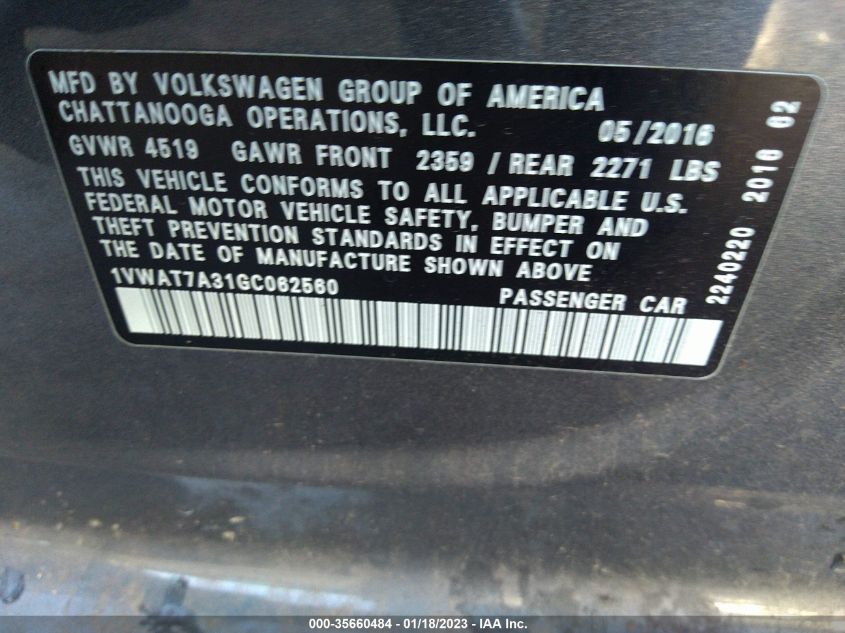 MFD BY VOLKSWAGEN GROUP OF AMERICA
CHATTANOOGA OPERATIONS, LLC. 05/2016
GVWR 4519 GAWR FRONT 2359 / REAR 2271 LBS
THIS VEHICLE CONFORMS TO ALL APPLICABLE U.S.
FEDERAL MOTOR VEHICLE SAFETY, BUMPER AND
THEFT PREVENTION STANDARDS IN EFFECT ON
THE DATE OF MANUFACTURE SHOWN ABOVE
1VWAT7A31GC062560 PASSENGER CAR
2240220 2016 02
000-35660484 - 01/18/2023 - IAA Inc.